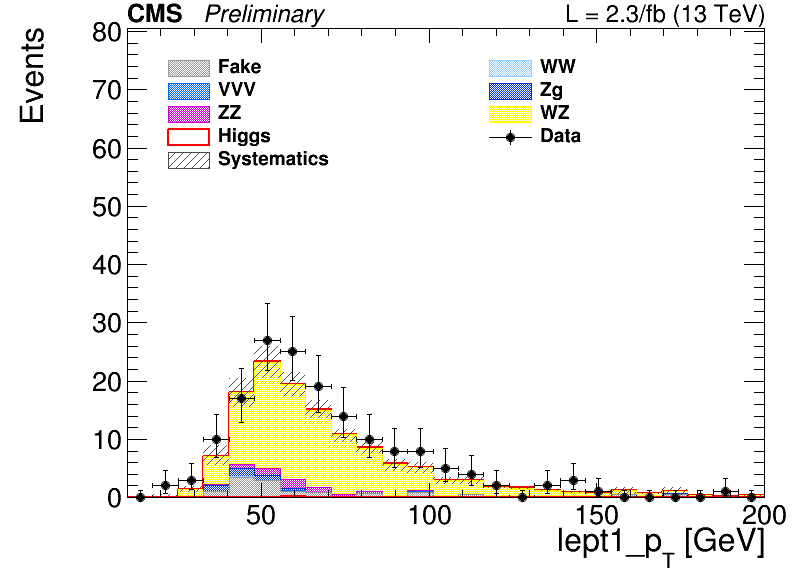 CMS Preliminary L = 2.3/fb (13 TeV)
Events
80
70
60
50
40
30
20
10
0
Fake
VVV
ZZ
Higgs
Systematics
WW
Zg
WZ
Data
50 100 150 200
lept1_p_T [GeV]